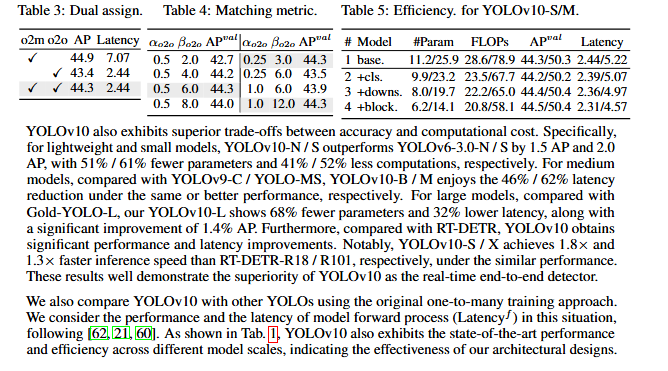 Table 3: Dual assign.
o2m o2o AP Latency
✓ 44.9 7.07
✓ 43.4 2.44
✓ ✓ 44.3 2.44
Table 4: Matching metric.
αo2o βo2o APval αo2o βo2o APval
0.5 2.0 42.7 0.25 3.0 44.3
0.5 4.0 44.2 0.25 6.0 43.5
0.5 6.0 44.3 1.0 6.0 43.9
0.5 8.0 44.0 1.0 12.0 44.3
Table 5: Efficiency. for YOLOv10-S/M.
# Model #Param FLOPs APval Latency
1 base. 11.2/25.9 28.6/78.9 44.3/50.3 2.44/5.22
2 +cls. 9.9/23.2 23.5/67.7 44.2/50.2 2.39/5.07
3 +downs. 8.0/19.7 22.2/65.0 44.4/50.4 2.36/4.97
4 +block. 6.2/14.1 20.8/58.1 44.5/50.4 2.31/4.57
YOLOv10 also exhibits superior trade-offs between accuracy and computational cost. Specifically,
for lightweight and small models, YOLOv10-N / S outperforms YOLOv6-3.0-N / S by 1.5 AP and 2.0
AP, with 51% / 61% fewer parameters and 41% / 52% less computations, respectively. For medium
models, compared with YOLOv9-C / YOLO-MS, YOLOv10-B / M enjoys the 46% / 62% latency
reduction under the same or better performance, respectively. For large models, compared with
Gold-YOLO-L, our YOLOv10-L shows 68% fewer parameters and 32% lower latency, along with
a significant improvement of 1.4% AP. Furthermore, compared with RT-DETR, YOLOv10 obtains
significant performance and latency improvements. Notably, YOLOv10-S / X achieves 1.8× and
1.3× faster inference speed than RT-DETR-R18 / R101, respectively, under the similar performance.
These results well demonstrate the superiority of YOLOv10 as the real-time end-to-end detector.
We also compare YOLOv10 with other YOLOs using the original one-to-many training approach.
We consider the performance and the latency of model forward process (Latencyf) in this situation,
following [62, 21, 60]. As shown in Tab. 1, YOLOv10 also exhibits the state-of-the-art performance
and efficiency across different model scales, indicating the effectiveness of our architectural designs.